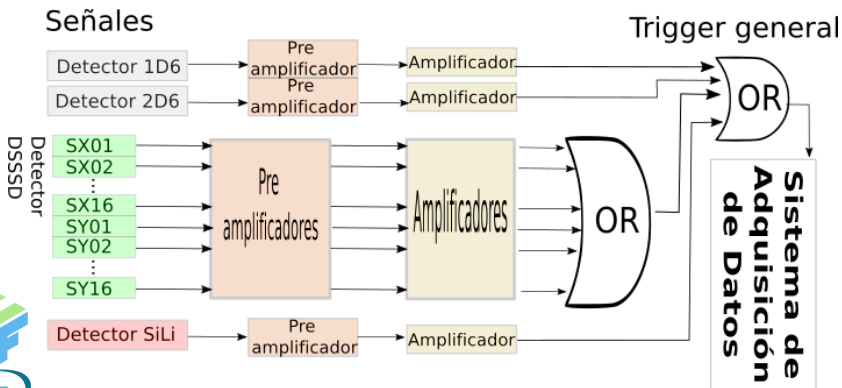 Señales
Trigger general
Detector 1D6
Pre
amplificador
Amplificador
Detector 2D6
Pre
amplificador
Amplificador
OR
Detector
DSSSD
SX01
SX02
⋮
SX16
SY01
SY02
⋮
SY16
Pre
amplificadores
Amplificadores
OR
Sistema de
Adquisición
de Datos
Detector SiLi
Pre
amplificador
Amplificador